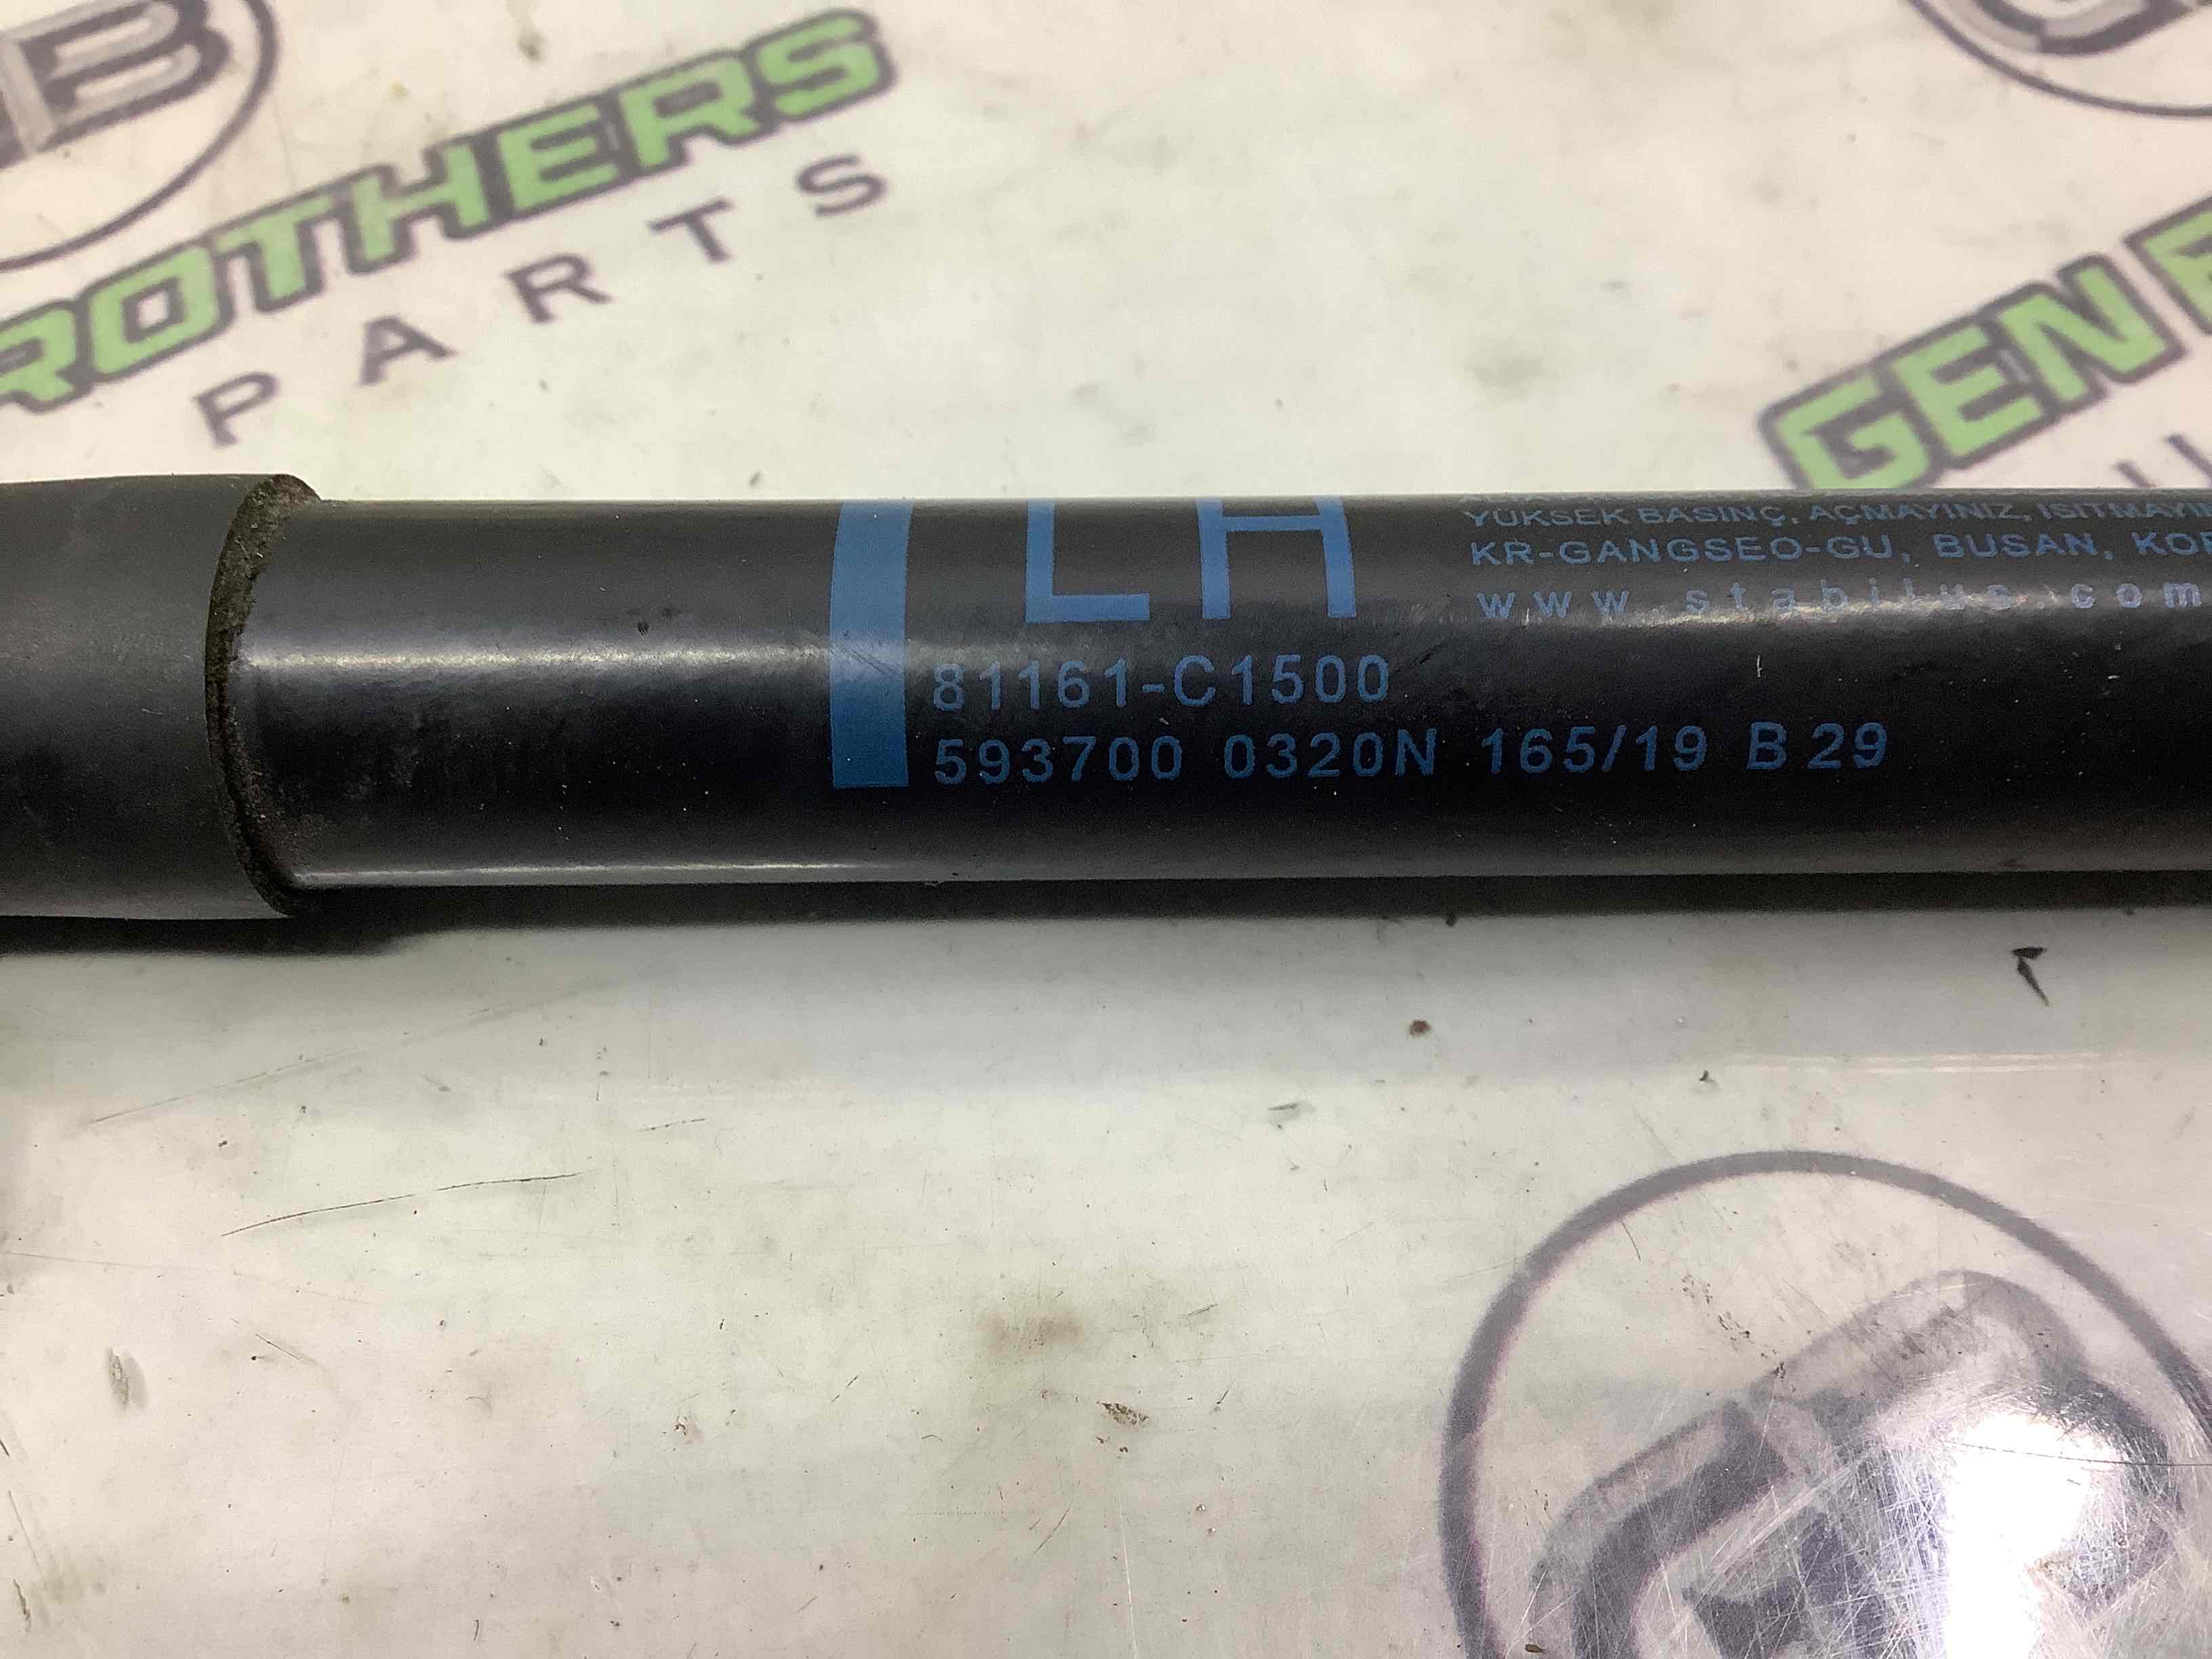 B
ROTHERS
PARTS
GEN B
LH
YÜKSEK BASINÇ, AÇMAYINIZ, ISITMAYIN
KR-GANGSEO-GU, BUSAN, KOR
www.stabilus.com
81161-C1500
593700 0320N 165/19 B 29